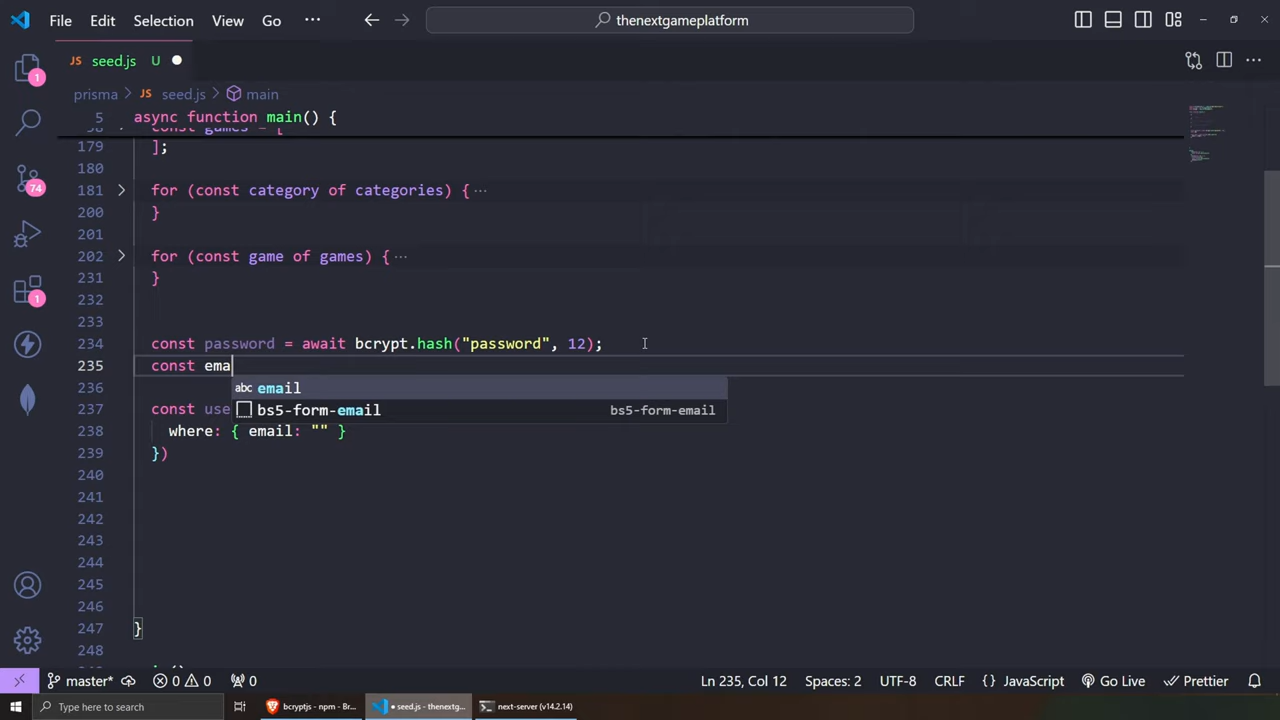 File Edit Selection View Go ··· thenextgameplatform
JS seed.js U
prisma > JS seed.js > main
5 async function main() {
179 ];
180
181 for (const category of categories) { ···
200 }
201
202 for (const game of games) { ···
231 }
232
233
234 const password = await bcrypt.hash("password", 12);
235 const ema
236 abc email
237 const use bs5-form-email bs5-form-email
238 where: { email: "" }
239 })
240
241
242
243
244
245
246
247 }
248
1
74
1
master* 0 0 0 Ln 235, Col 12 Spaces: 2 UTF-8 CRLF {} JavaScript Go Live Prettier
Type here to search bcryptjs - npm - Br... • seed.js - thenextga... next-server (v14.2.14)